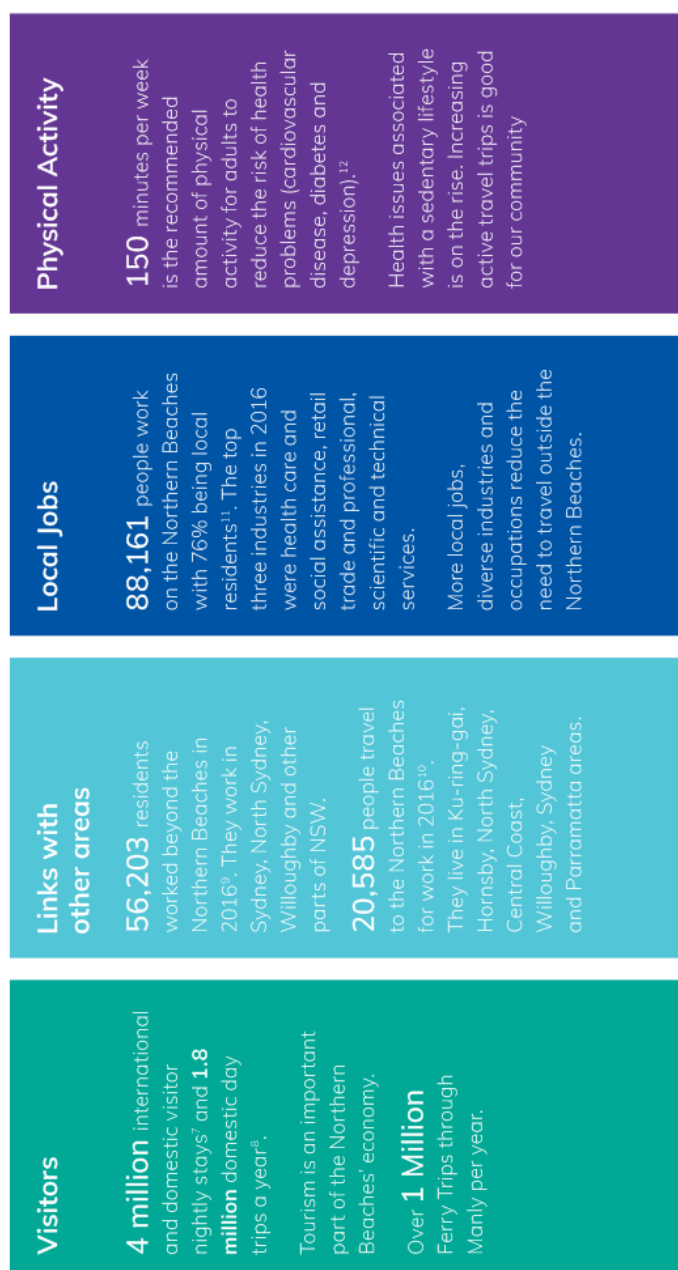 Visitors
4 million international
and domestic visitor
nightly stays⁷ and 1.8
million domestic day
trips a year⁸.
Tourism is an important
part of the Northern
Beaches' economy.
Over 1 Million
Ferry Trips through
Manly per year.
Links with
other areas
56,203 residents
worked beyond the
Northern Beaches in
2016⁹. They work in
Sydney, North Sydney,
Willoughby and other
parts of NSW.
20,585 people travel
to the Northern Beaches
for work in 2016¹⁰.
They live in Ku-ring-gai,
Hornsby, North Sydney,
Central Coast,
Willoughby, Sydney
and Parramatta areas.
Local Jobs
88,161 people work
on the Northern Beaches
with 76% being local
residents¹¹. The top
three industries in 2016
were health care and
social assistance, retail
trade and professional,
scientific and technical
services.
More local jobs,
diverse industries and
occupations reduce the
need to travel outside the
Northern Beaches.
Physical Activity
150 minutes per week
is the recommended
amount of physical
activity for adults to
reduce the risk of health
problems (cardiovascular
disease, diabetes and
depression).¹²
Health issues associated
with a sedentary lifestyle
is on the rise. Increasing
active travel trips is good
for our community